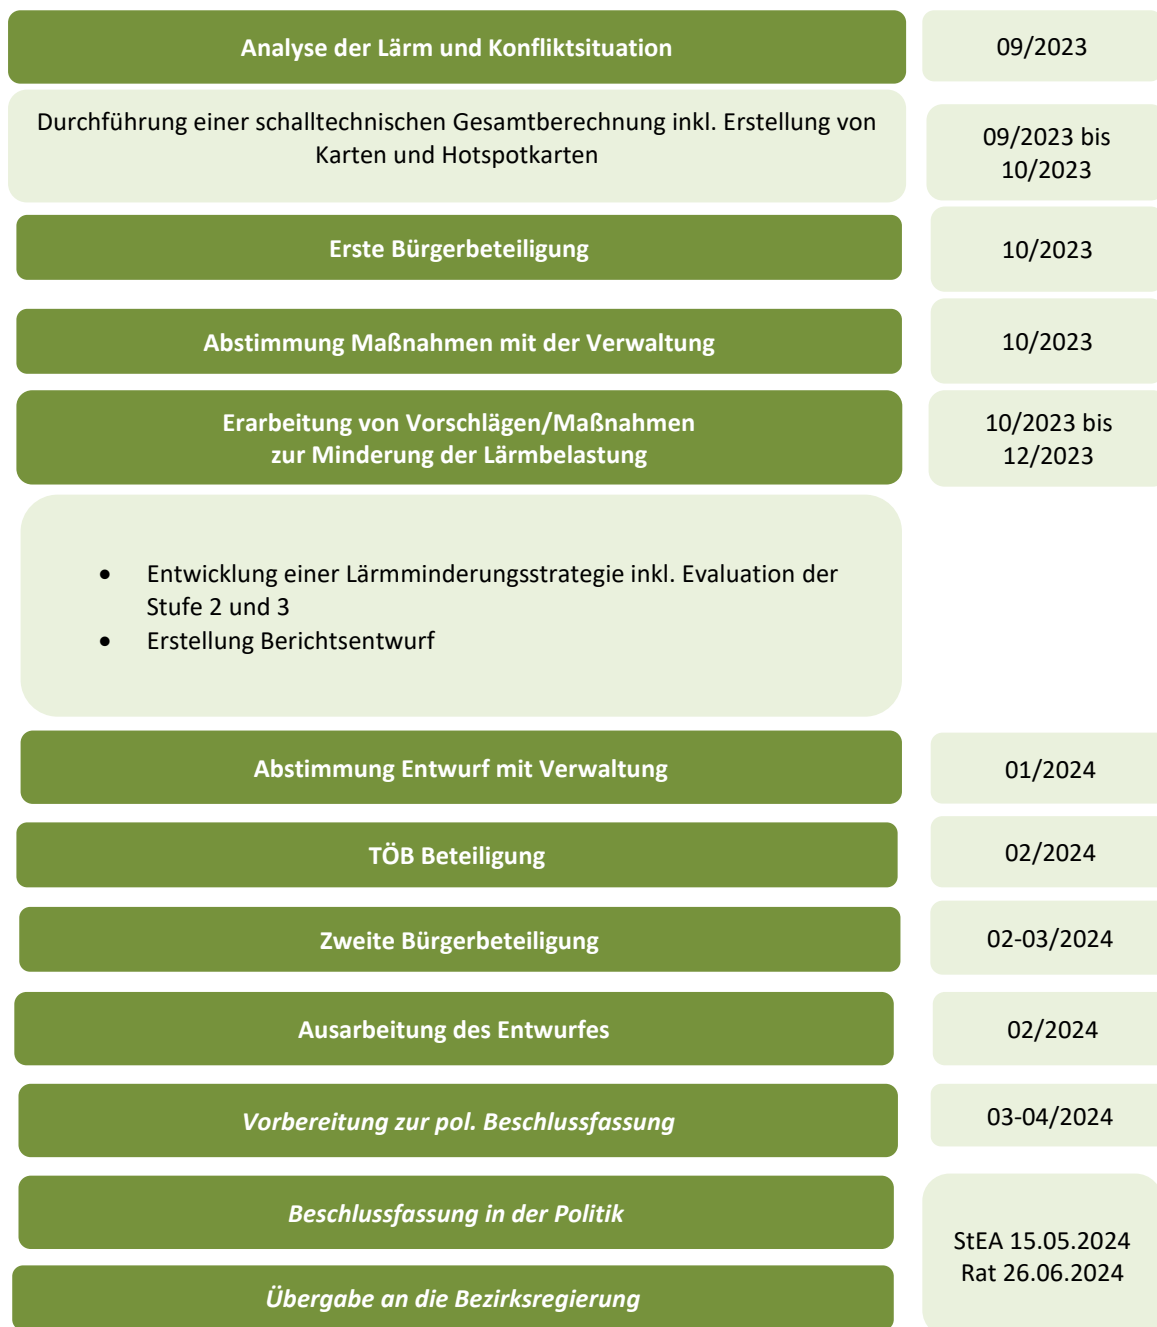 Analyse der Lärm und Konfliktsituation
09/2023
Durchführung einer schalltechnischen Gesamtberechnung inkl. Erstellung von
Karten und Hotspotkarten
09/2023 bis
10/2023
Erste Bürgerbeteiligung
10/2023
Abstimmung Maßnahmen mit der Verwaltung
10/2023
Erarbeitung von Vorschlägen/Maßnahmen
zur Minderung der Lärmbelastung
10/2023 bis
12/2023
• Entwicklung einer Lärmminderungsstrategie inkl. Evaluation der
Stufe 2 und 3
• Erstellung Berichtsentwurf
Abstimmung Entwurf mit Verwaltung
01/2024
TÖB Beteiligung
02/2024
Zweite Bürgerbeteiligung
02-03/2024
Ausarbeitung des Entwurfes
02/2024
Vorbereitung zur pol. Beschlussfassung
03-04/2024
Beschlussfassung in der Politik
StEA 15.05.2024
Rat 26.06.2024
Übergabe an die Bezirksregierung